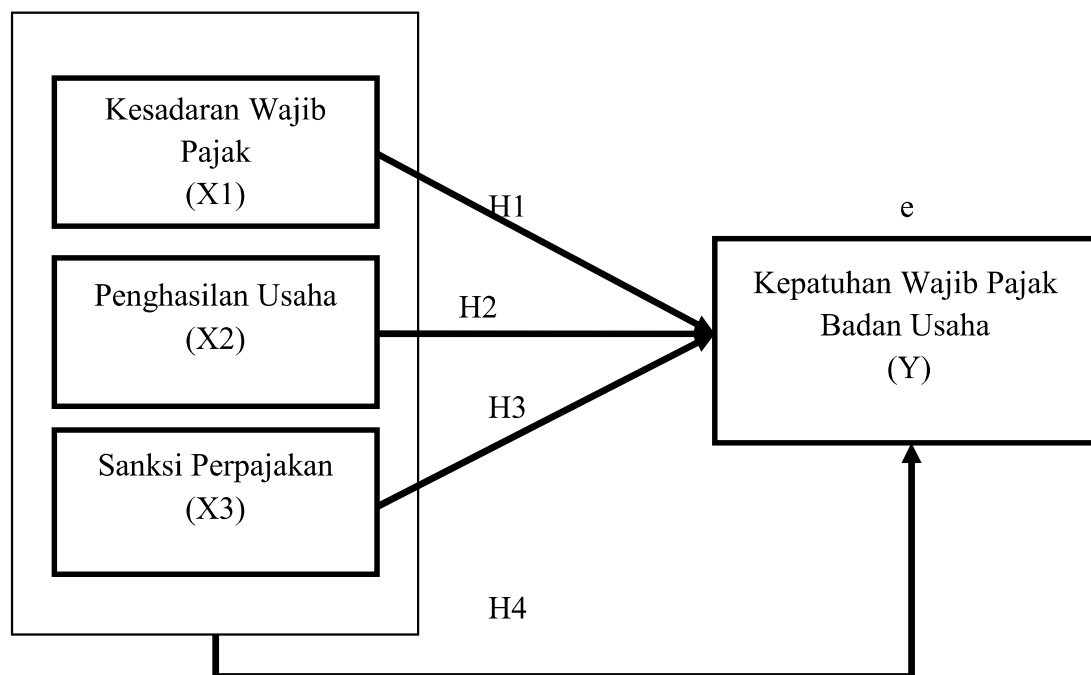 Kesadaran Wajib
Pajak
(X1)
H1
e
Penghasilan Usaha
(X2)
H2
Kepatuhan Wajib Pajak
Badan Usaha
(Y)
H3
Sanksi Perpajakan
(X3)
H4